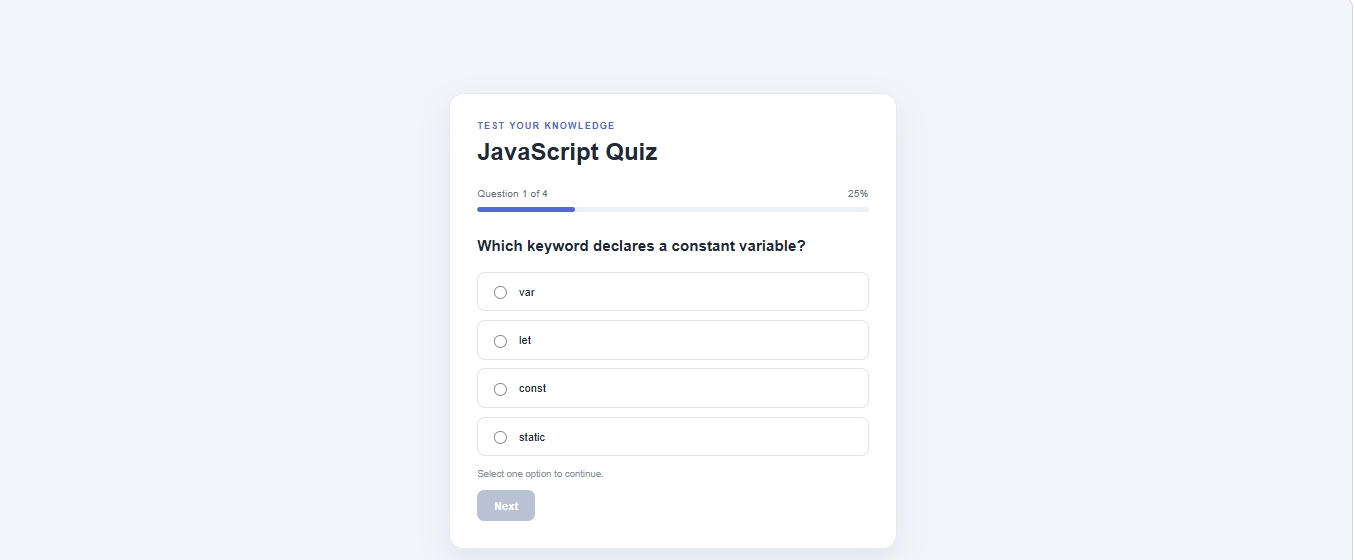 TEST YOUR KNOWLEDGE
JavaScript Quiz
Question 1 of 4 25%
Which keyword declares a constant variable?
var
let
const
static
Select one option to continue.
Next